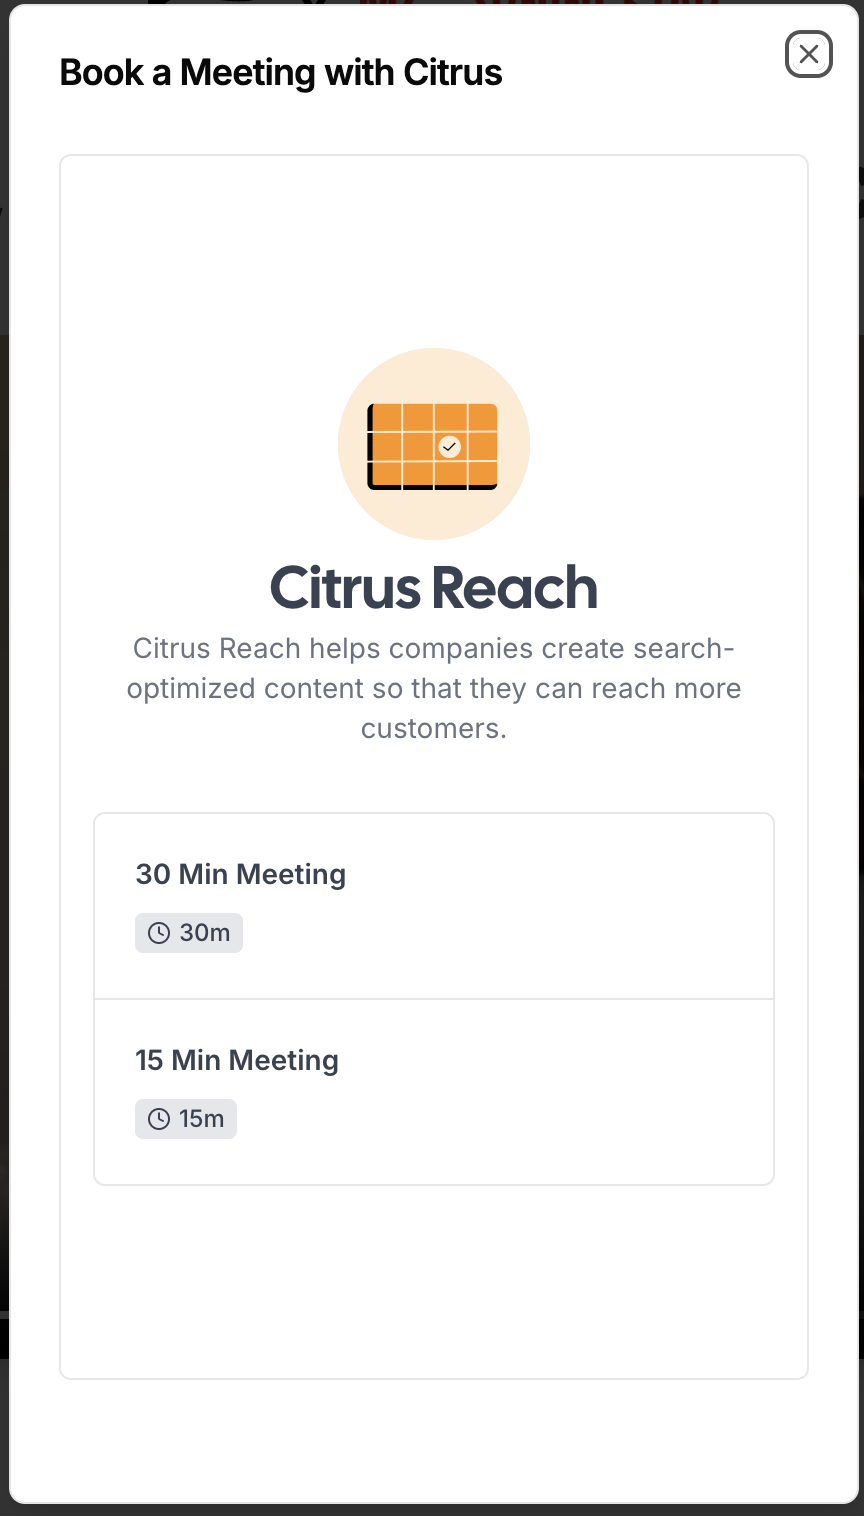 Book a Meeting with Citrus
Citrus Reach
Citrus Reach helps companies create search-
optimized content so that they can reach more
customers.
30 Min Meeting
30m
15 Min Meeting
15m